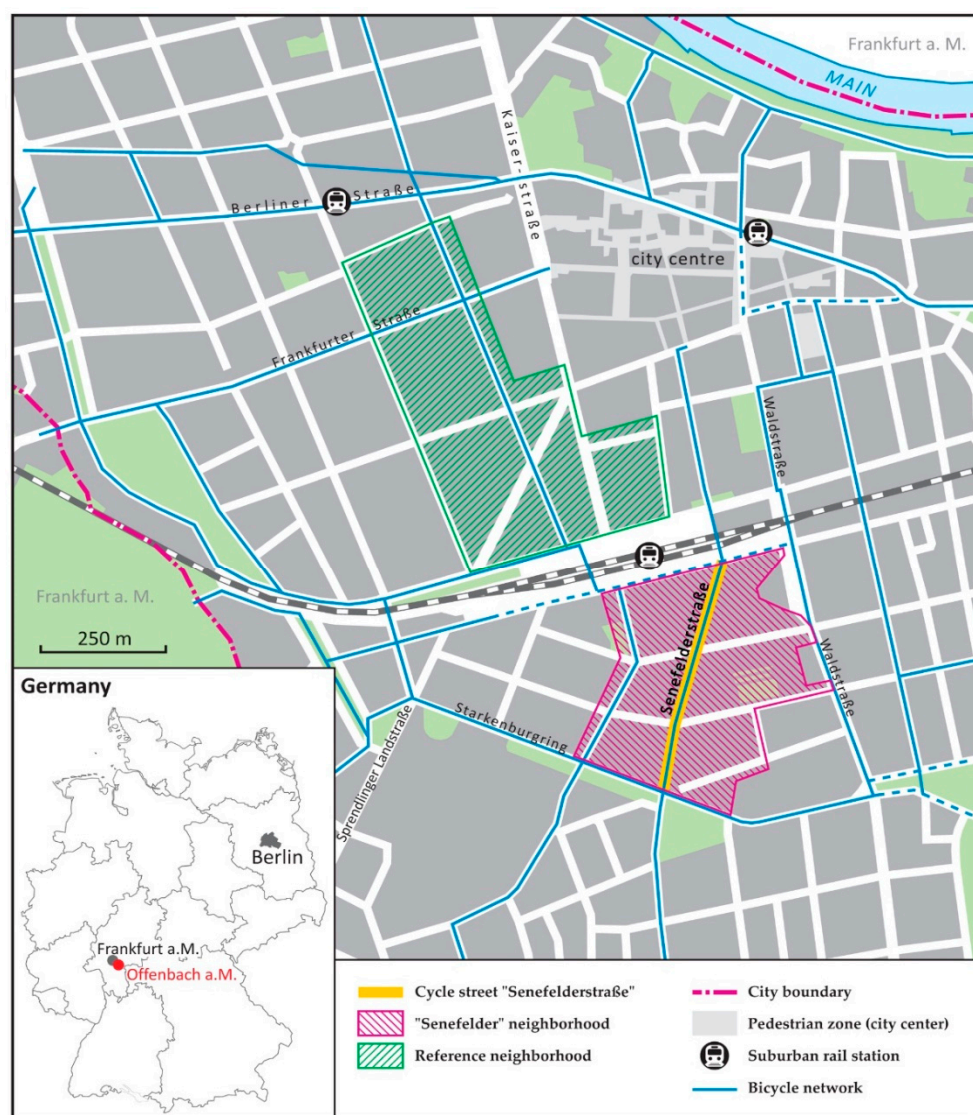 Frankfurt a. M.
MAIN
Kaiser-straße
Berliner Straße
city centre
Frankfurter Straße
Waldstraße
Frankfurt a. M.
250 m
Senefelderstraße
Waldstraße
Starkenburgring
Sprendlinger Landstraße
Germany
Berlin
Frankfurt a.M.
Offenbach a.M.
Cycle street "Senefelderstraße"
"Senefelder" neighborhood
Reference neighborhood
City boundary
Pedestrian zone (city center)
Suburban rail station
Bicycle network